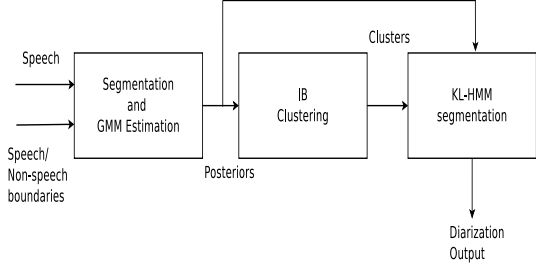 Speech
Speech/
Non-speech
boundaries
Segmentation
and
GMM Estimation
Posteriors
IB
Clustering
Clusters
KL-HMM
segmentation
Diarization
Output